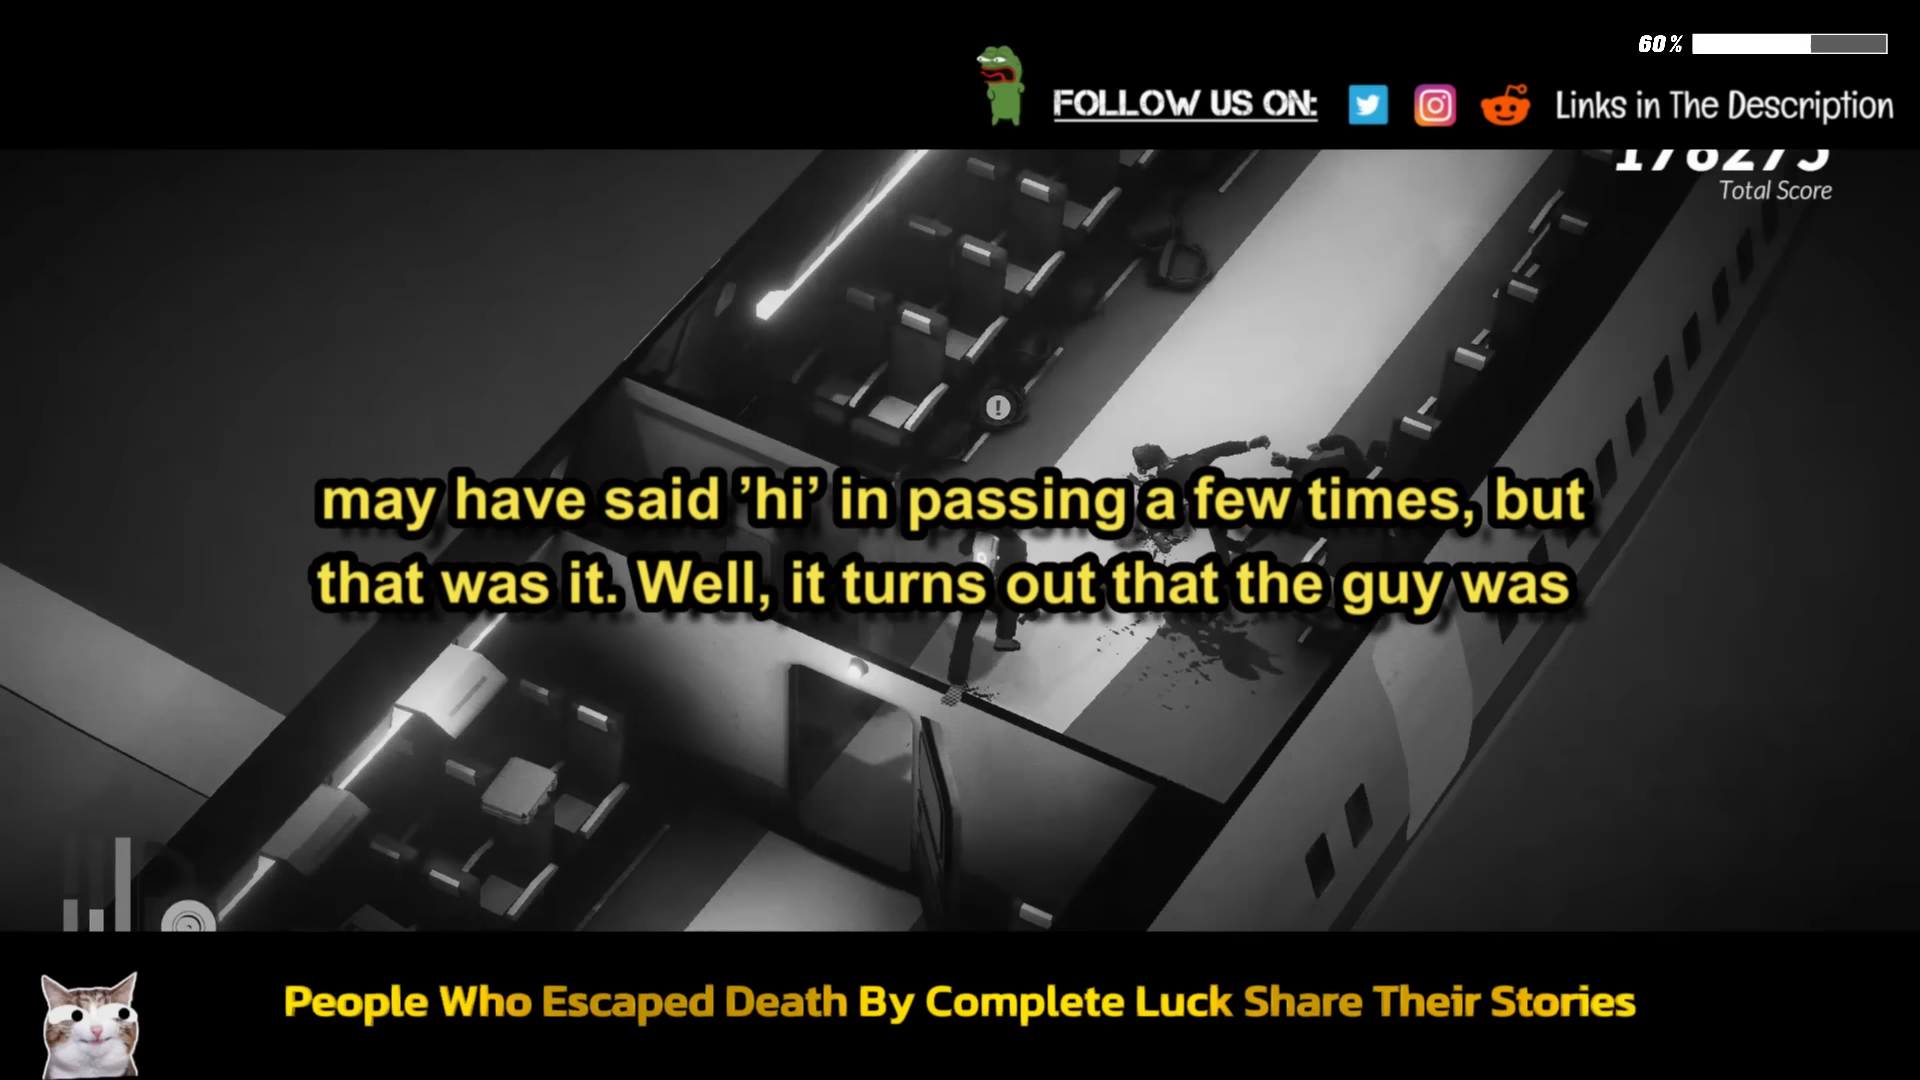 60%
FOLLOW US ON:
Links in The Description
178275
Total Score
!
may have said ’hi’ in passing a few times, but
that was it. Well, it turns out that the guy was
People Who Escaped Death By Complete Luck Share Their Stories